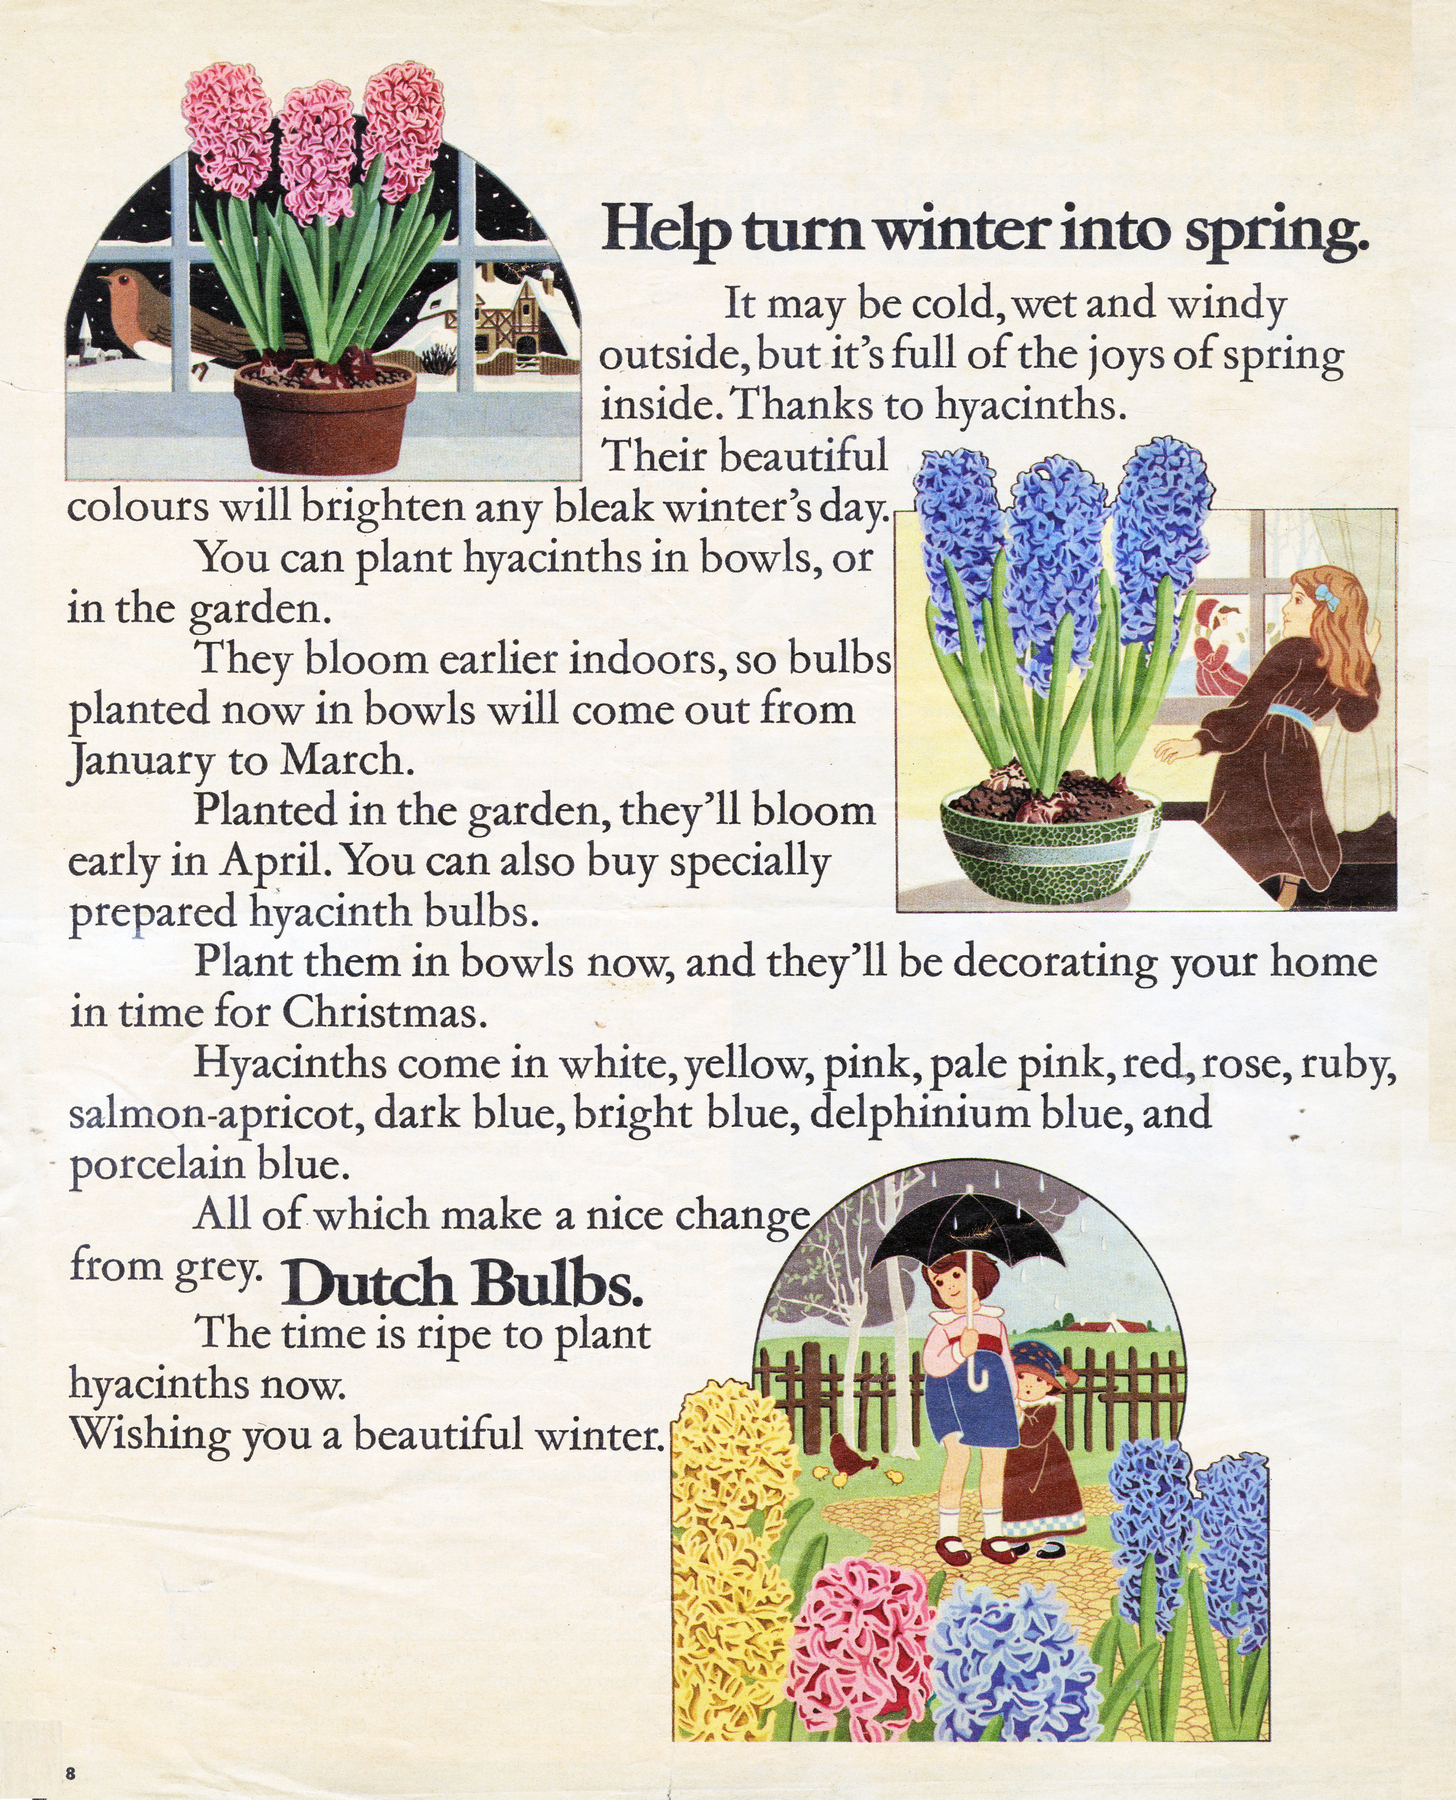 Help turn winter into spring.
It may be cold, wet and windy
outside, but it's full of the joys of spring
inside. Thanks to hyacinths.
Their beautiful
colours will brighten any bleak winter's day.
You can plant hyacinths in bowls, or
in the garden.
They bloom earlier indoors, so bulbs
planted now in bowls will come out from
January to March.
Planted in the garden, they'll bloom
early in April. You can also buy specially
prepared hyacinth bulbs.
Plant them in bowls now, and they'll be decorating your home
in time for Christmas.
Hyacinths come in white, yellow, pink, pale pink, red, rose, ruby,
salmon-apricot, dark blue, bright blue, delphinium blue, and
porcelain blue.
All of which make a nice change
from grey. Dutch Bulbs.
The time is ripe to plant
hyacinths now.
Wishing you a beautiful winter.
8